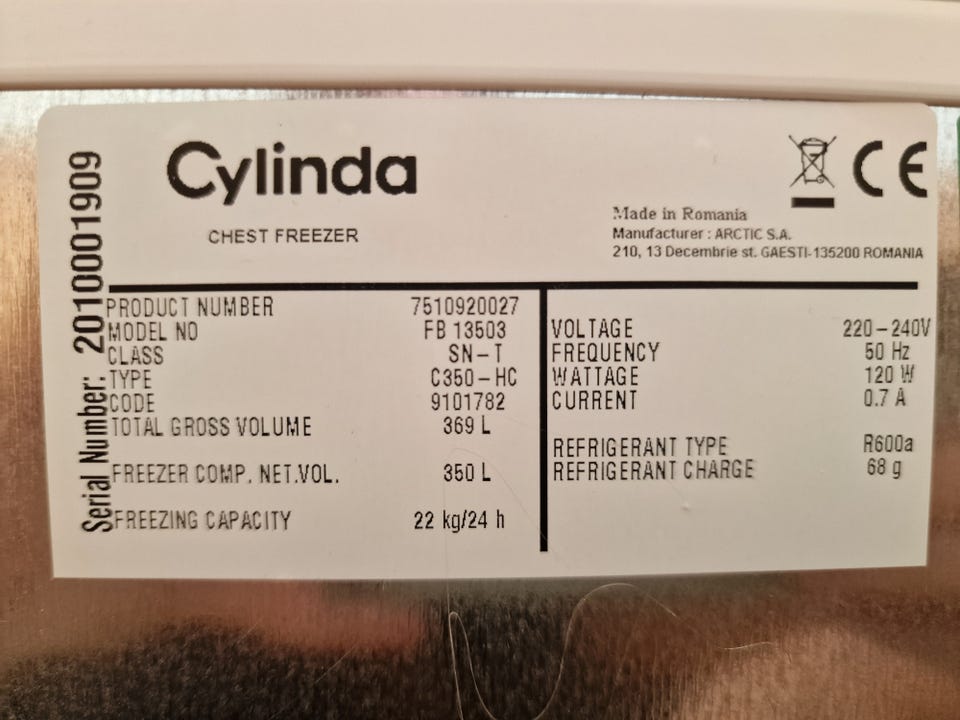 Cylinda
CHEST FREEZER
CE
Made in Romania
Manufacturer : ARCTIC S.A.
210, 13 Decembrie st. GAESTI-135200 ROMANIA
Serial Number: 2010001909
PRODUCT NUMBER 7510920027
MODEL NO FB 13503
CLASS SN-T
TYPE C350-HC
CODE 9101782
TOTAL GROSS VOLUME 369 L
FREEZER COMP. NET.VOL. 350 L
FREEZING CAPACITY 22 kg/24 h
VOLTAGE 220-240V
FREQUENCY 50 Hz
WATTAGE 120 W
CURRENT 0.7 A
REFRIGERANT TYPE R600a
REFRIGERANT CHARGE 68 g